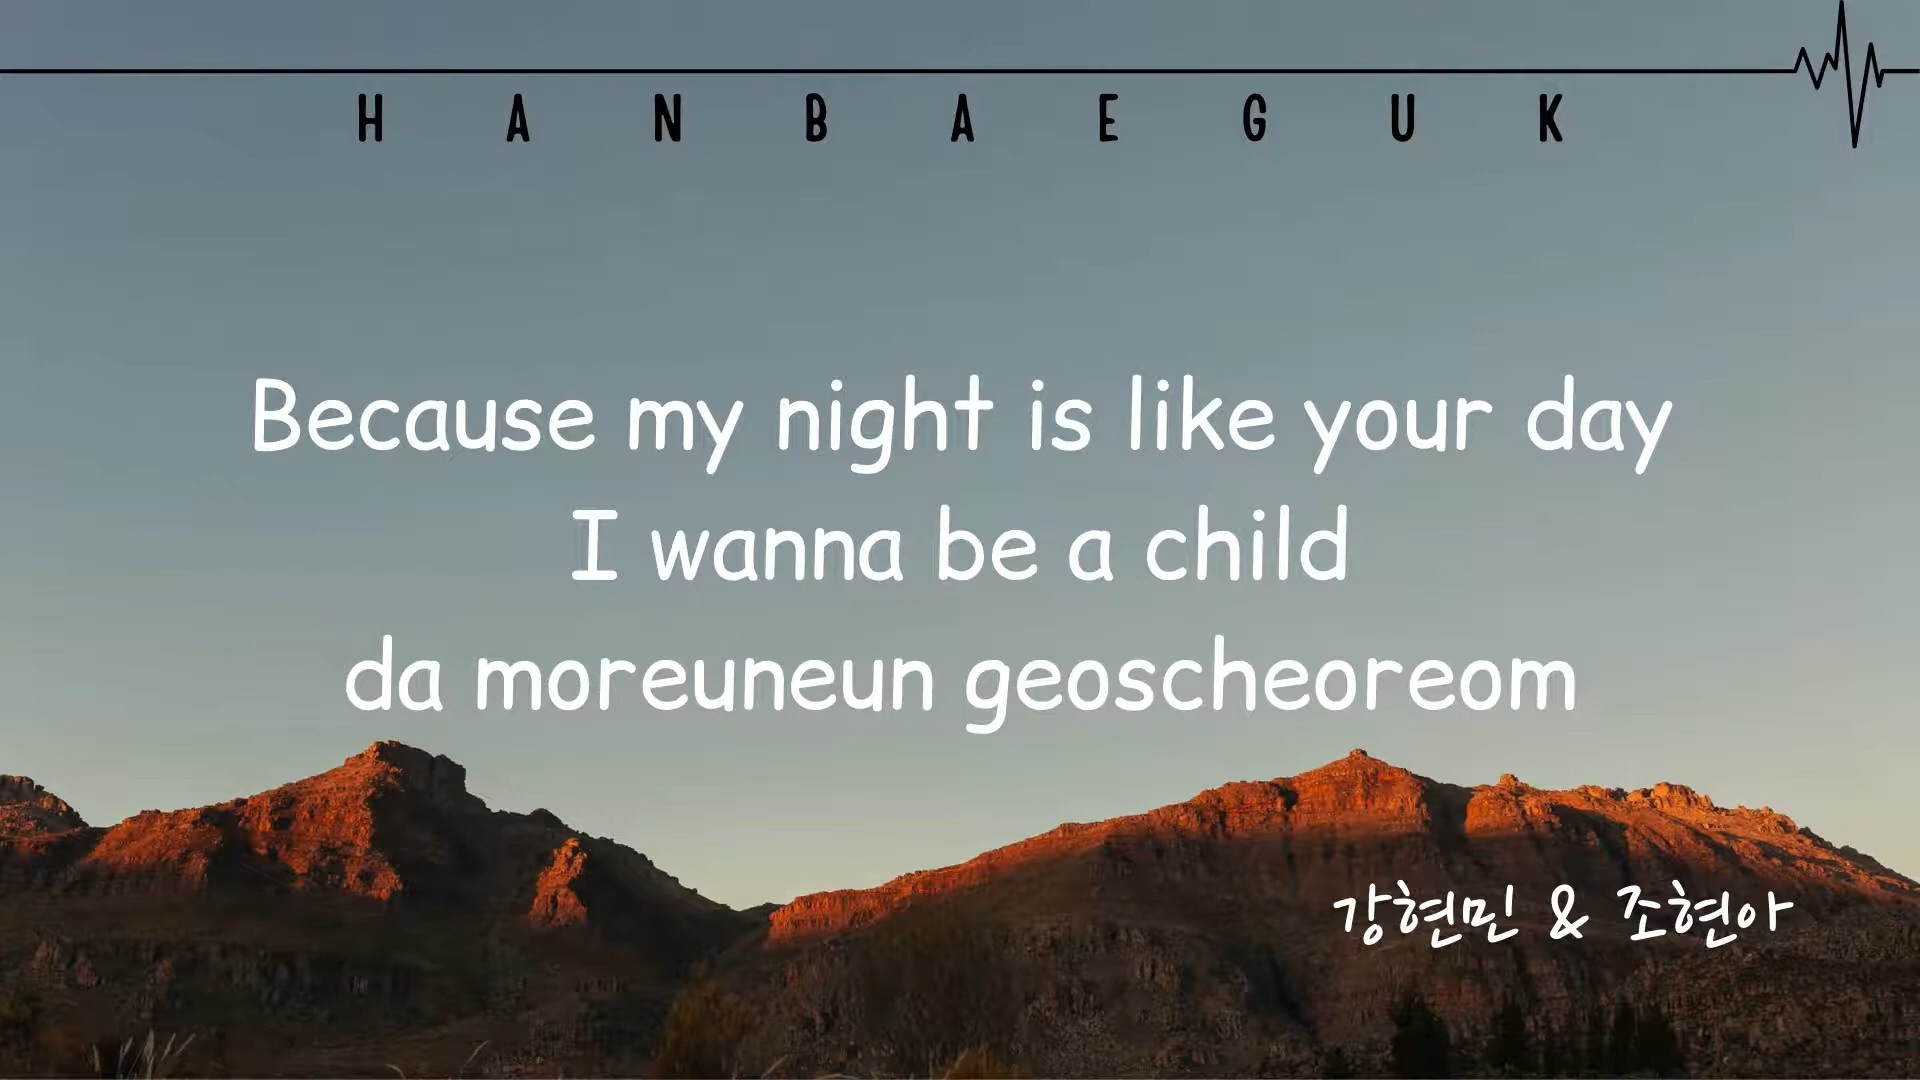 HANBAEGUK
Because my night is like your day
I wanna be a child
da moreuneun geoscheoreom
강현민 & 조현아